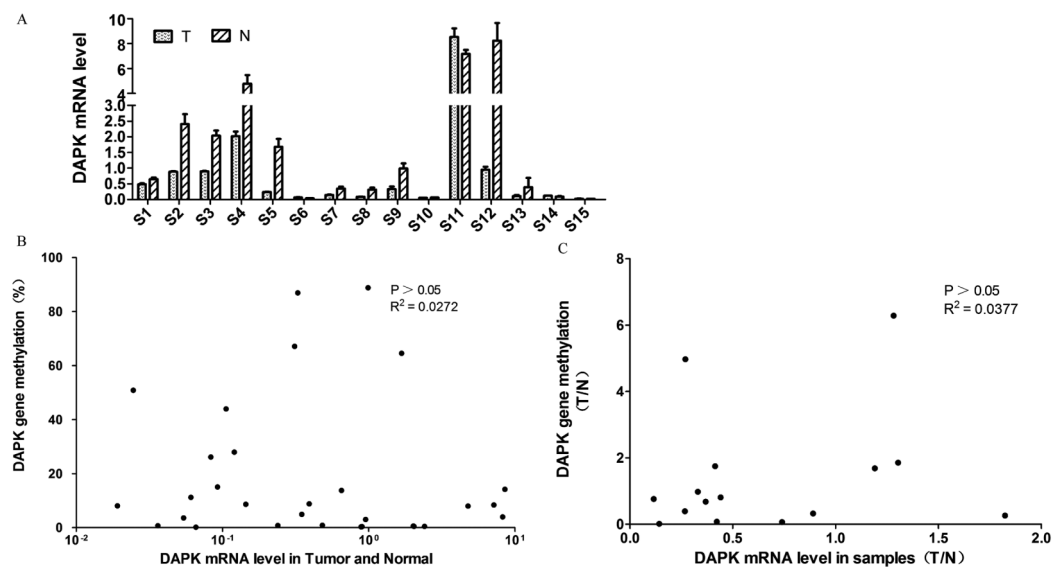 A
DAPK mRNA level
10
8
6
4
3.0
2.5
2.0
1.5
1.0
0.5
0.0
T N
S1 S2 S3 S4 S5 S6 S7 S8 S9 S10 S11 S12 S13 S14 S15
B
DAPK gene methylation (%)
100
80
60
40
20
0
P > 0.05
R² = 0.0272
10⁻² 10⁻¹ 10⁰ 10¹
DAPK mRNA level in Tumor and Normal
C
DAPK gene methylation
(T/N)
8
6
4
2
0
P > 0.05
R² = 0.0377
0.0 0.5 1.0 1.5 2.0
DAPK mRNA level in samples (T/N)